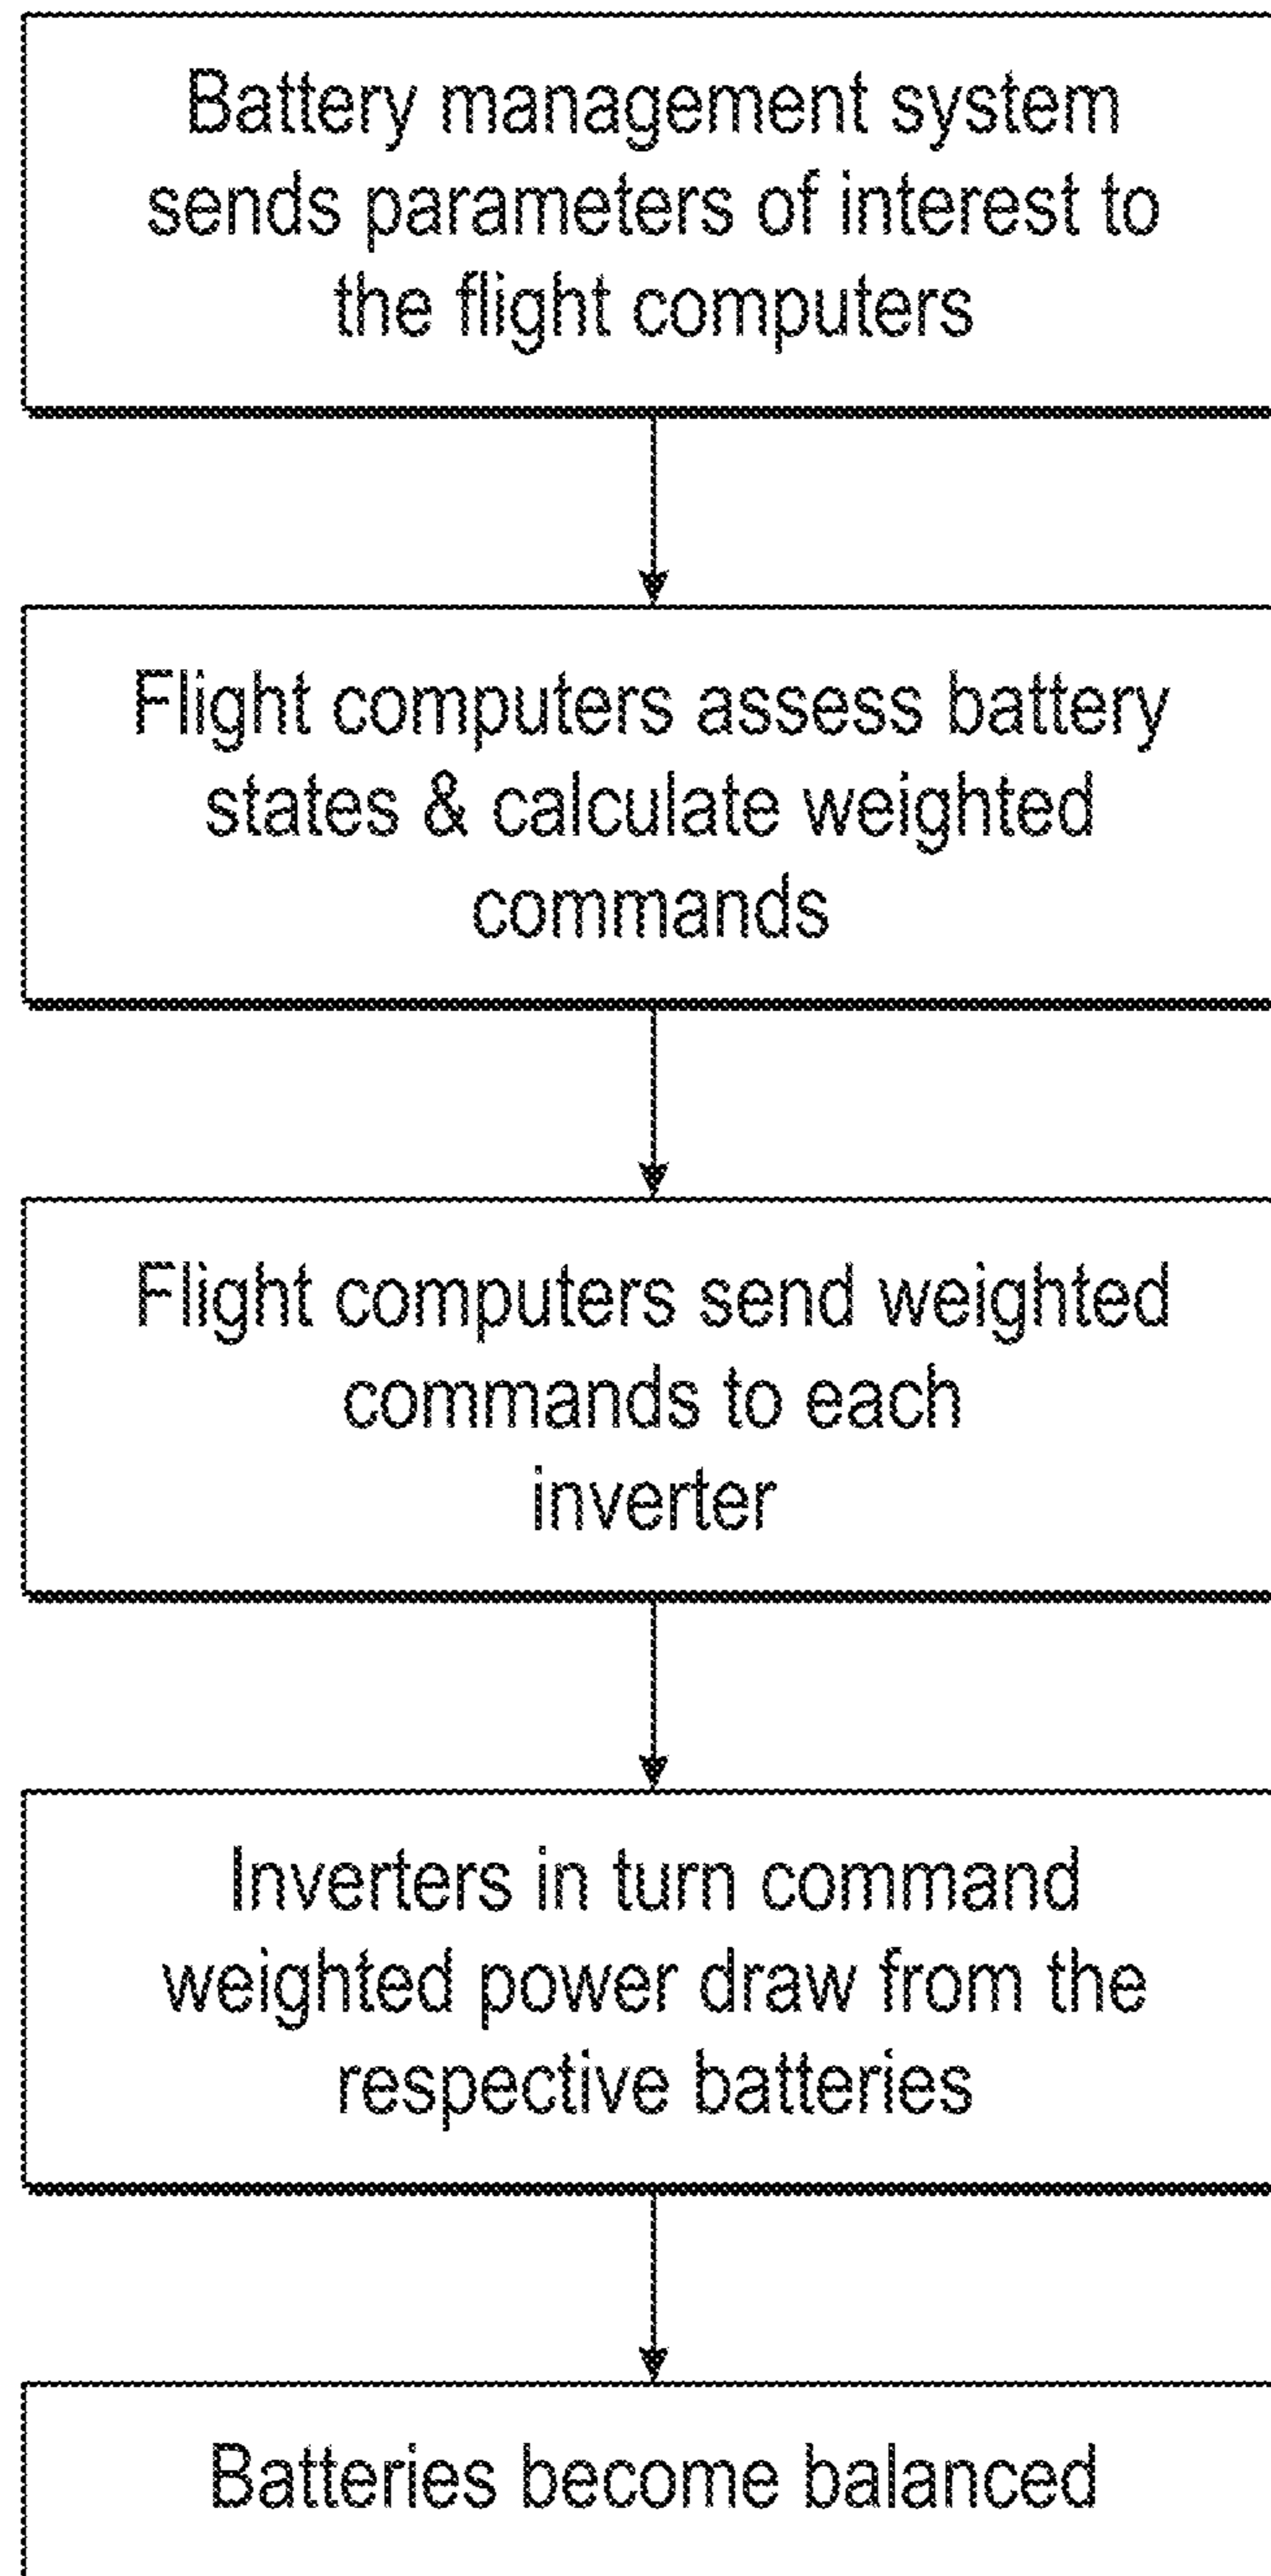 Battery management system
sends parameters of interest to
the flight computers
Flight computers assess battery
states & calculate weighted
commands
Flight computers send weighted
commands to each
inverter
Inverters in turn command
weighted power draw from the
respective batteries
Batteries become balanced